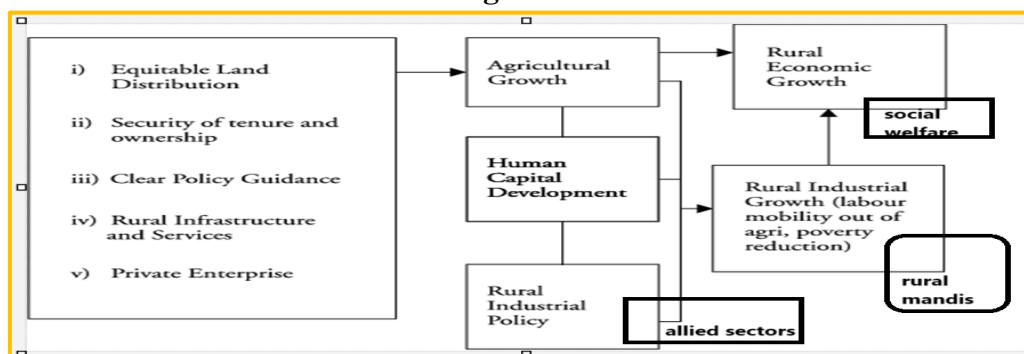 i) Equitable Land
Distribution
ii) Security of tenure and
ownership
iii) Clear Policy Guidance
iv) Rural Infrastructure
and Services
v) Private Enterprise
Agricultural
Growth
Human
Capital
Development
Rural
Industrial
Policy
allied sectors
Rural
Economic
Growth
social
welfare
Rural Industrial
Growth (labour
mobility out of
agri, poverty
reduction)
rural
mandis